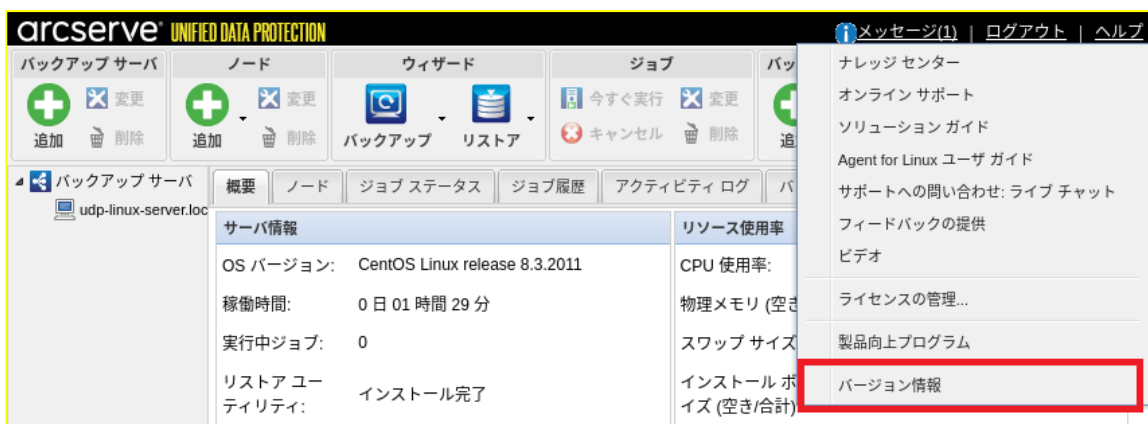 arcserve® UNIFIED DATA PROTECTION
メッセージ(1) | ログアウト | ヘルプ
バックアップ サーバ
追加
変更
削除
ノード
追加
変更
削除
ウィザード
バックアップ
リストア
ジョブ
今すぐ実行
変更
キャンセル
削除
バッ
追
ナレッジ センター
オンライン サポート
ソリューション ガイド
Agent for Linux ユーザ ガイド
サポートへの問い合わせ: ライブ チャット
フィードバックの提供
ビデオ
ライセンスの管理...
製品向上プログラム
バージョン情報
バックアップ サーバ
udp-linux-server.loc
概要
ノード
ジョブ ステータス
ジョブ履歴
アクティビティ ログ
バ
サーバ情報
OS バージョン: CentOS Linux release 8.3.2011
稼働時間: 0 日 01 時間 29 分
実行中ジョブ: 0
リストア ユー
ティリティ:
インストール完了
リソース使用率
CPU 使用率:
物理メモリ (空き
スワップ サイズ
インストール ボ
イズ (空き/合計)